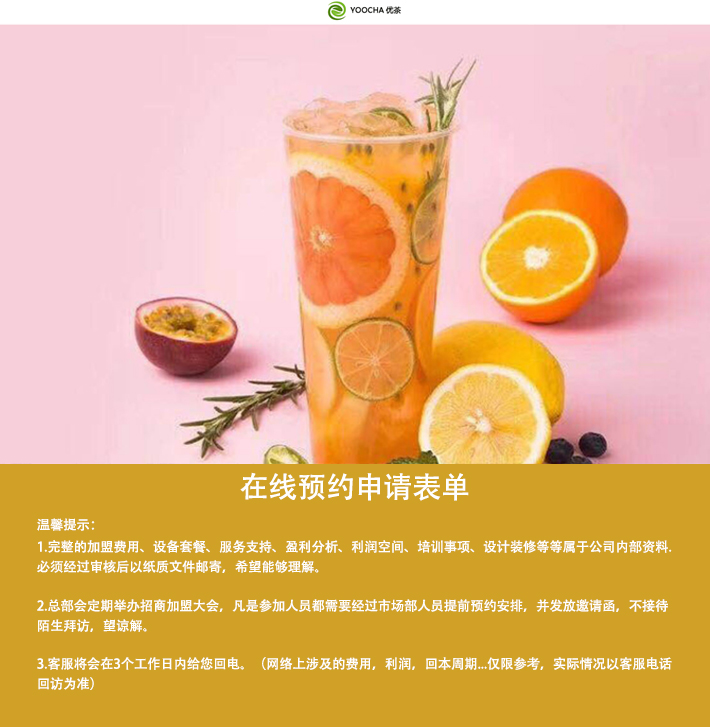 YOOCHA 优茶
在线预约申请表单
温馨提示：
1.完整的加盟费用、设备套餐、服务支持、盈利分析、利润空间、培训事项、设计装修等等属于公司内部资料.
必须经过审核后以纸质文件邮寄，希望能够理解。
2.总部会定期举办招商加盟大会，凡是参加人员都需要经过市场部人员提前预约安排，并发放邀请函，不接待
陌生拜访，望谅解。
3.客服将会在3个工作日内给您回电。（网络上涉及的费用，利润，回本周期...仅限参考，实际情况以客服电话
回访为准）